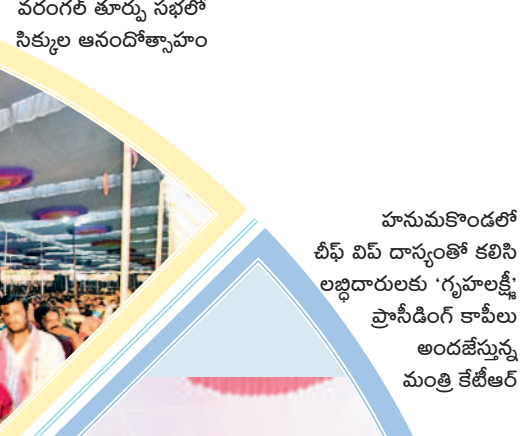 వరంగల్ తూర్పు సభలో
సిక్కుల ఆనందోత్సాహం
హనుమకొండలో
చీఫ్ విప్ దాస్యంతో కలిసి
లబ్ధిదారులకు ‘గృహలక్ష్మీ’
ప్రొసీడింగ్ కాపీలు
అందజేస్తున్న
మంత్రి కేటీఆర్